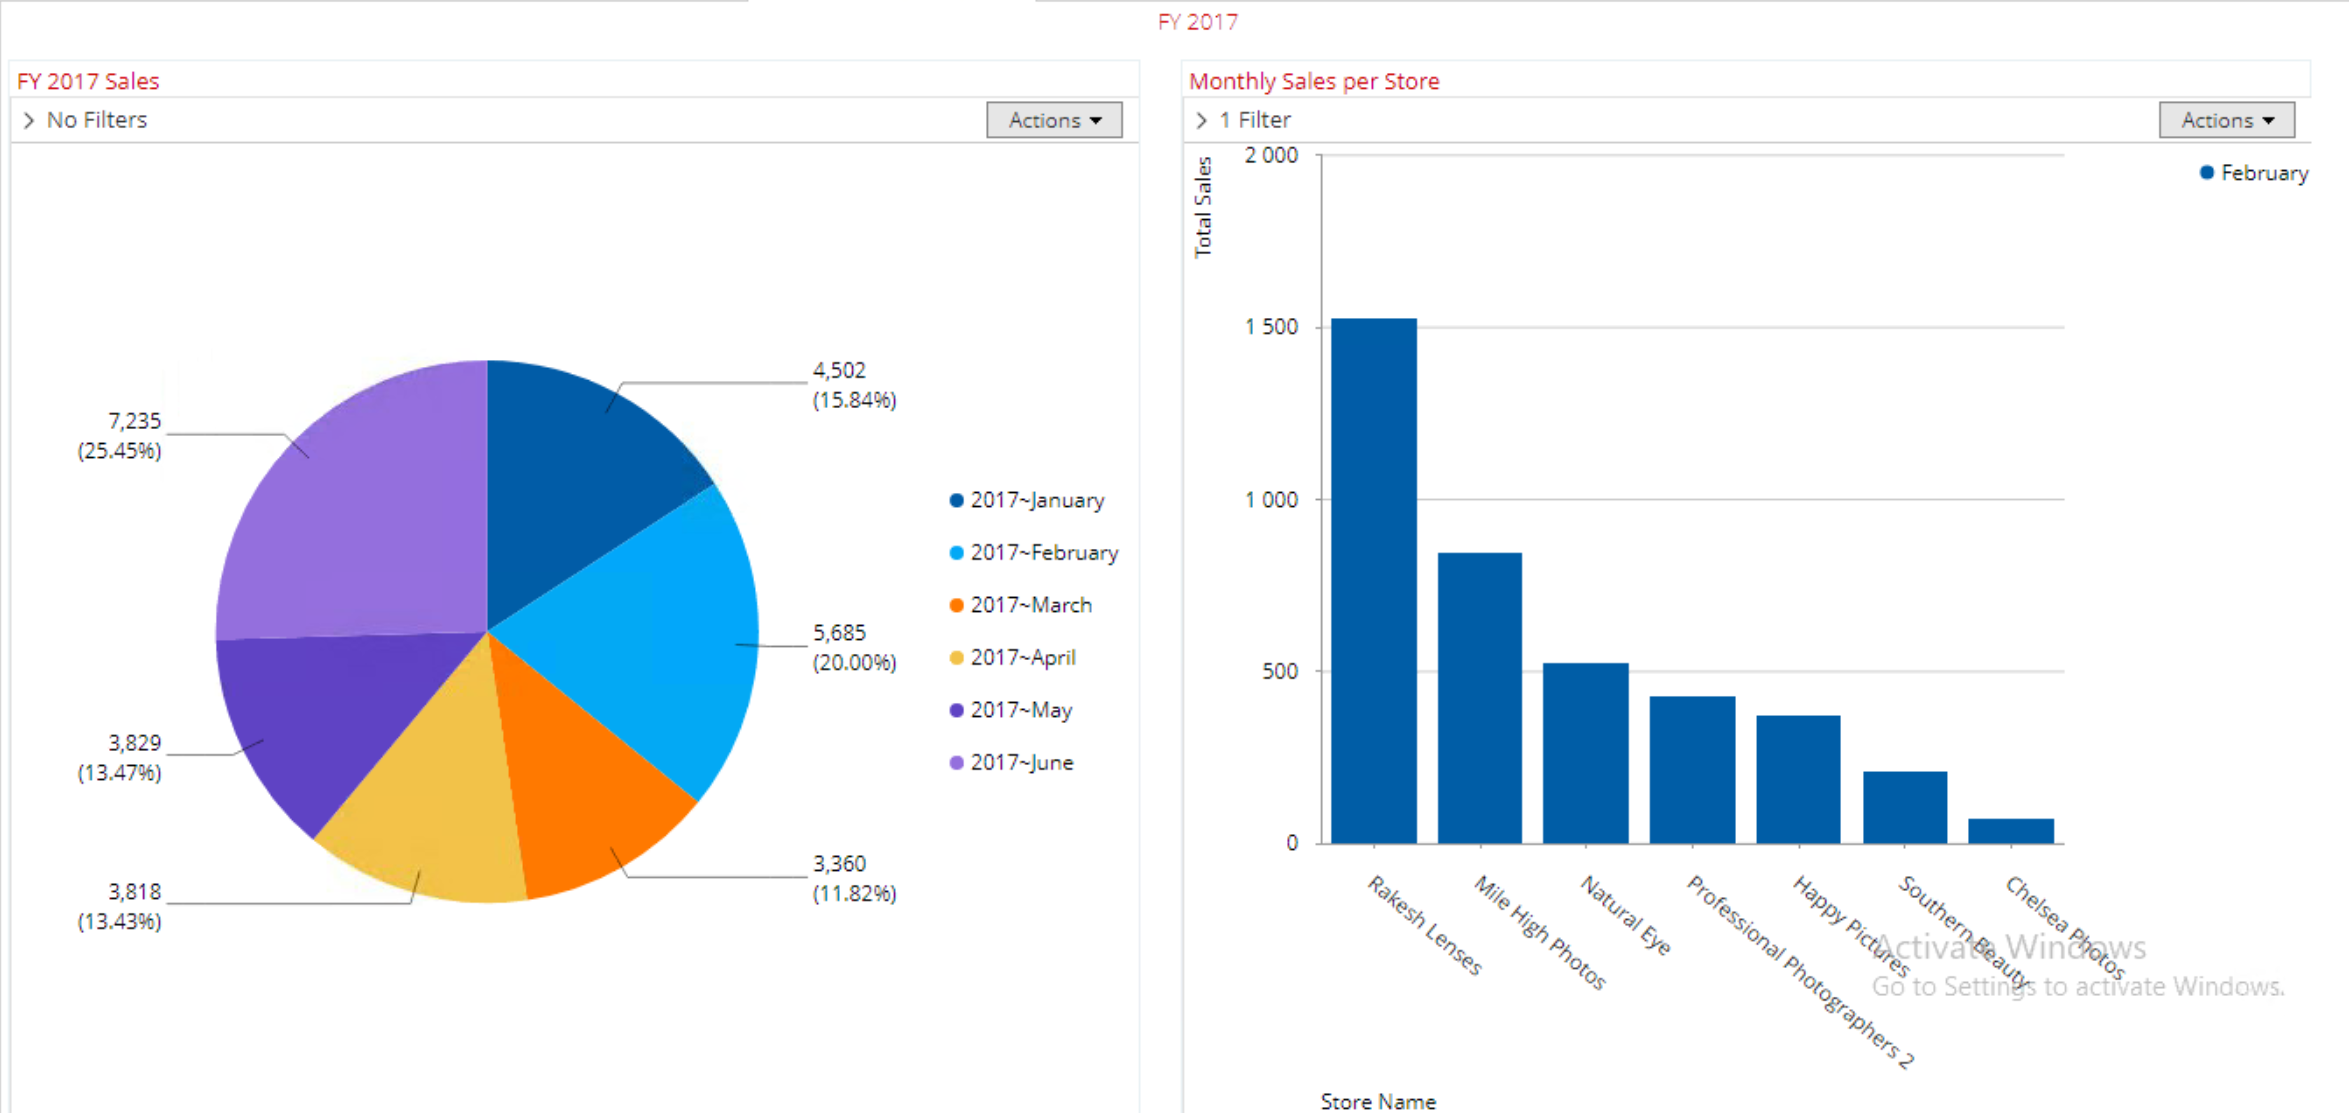 FY 2017
FY 2017 Sales
No Filters
Actions
4,502
(15.84%)
7,235
(25.45%)
5,685
(20.00%)
3,829
(13.47%)
3,360
(11.82%)
3,818
(13.43%)
2017~January
2017~February
2017~March
2017~April
2017~May
2017~June
Monthly Sales per Store
1 Filter
Actions
Total Sales
2 000
1 500
1 000
500
0
February
Rakesh Lenses
Mile High Photos
Natural Eye
Professional Photographers 2
Happy Pictures
Southern Beauty
Chelsea Photos
Store Name
Activate Windows
Go to Settings to activate Windows.